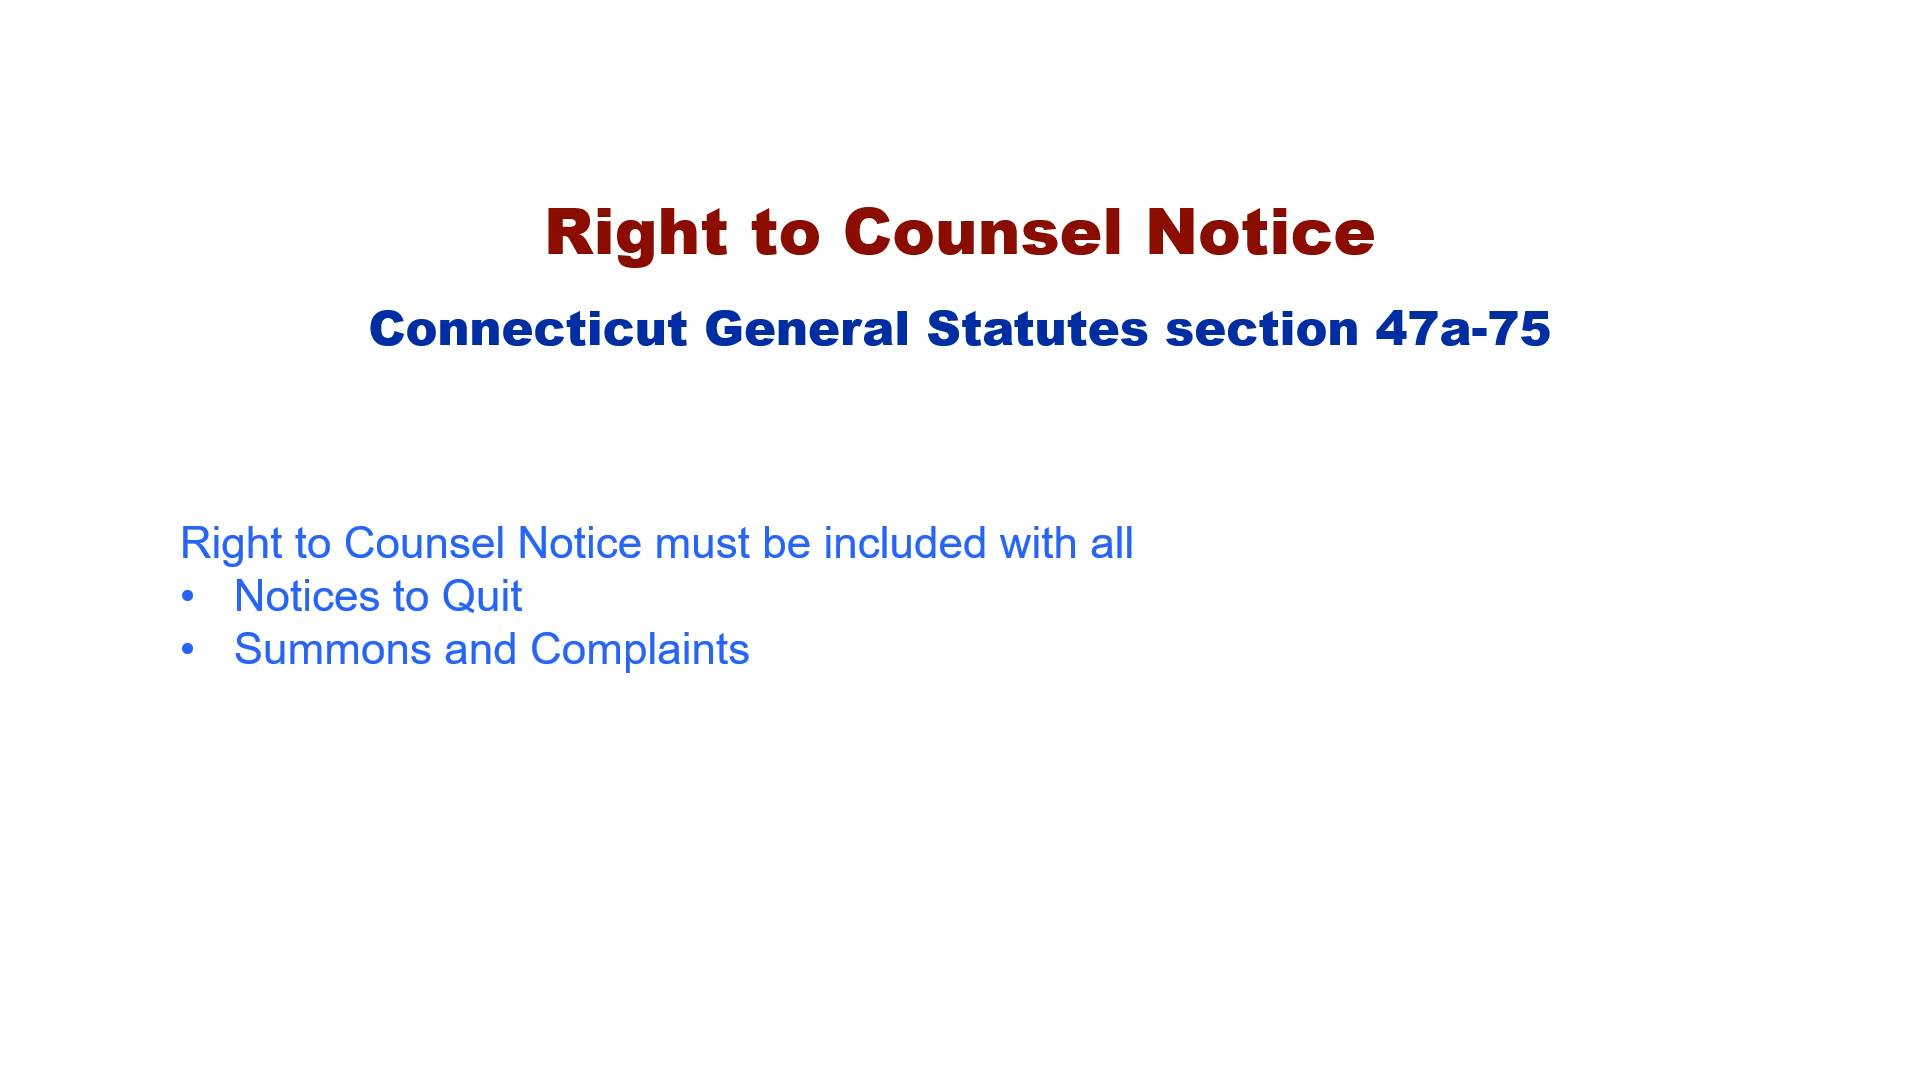 Right to Counsel Notice
Connecticut General Statutes section 47a-75
Right to Counsel Notice must be included with all
• Notices to Quit
• Summons and Complaints